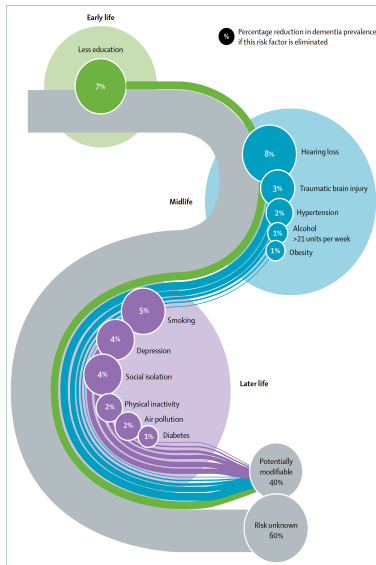 Early life
% Percentage reduction in dementia prevalence
if this risk factor is eliminated
Less education
7%
8%
Hearing loss
3%
Traumatic brain injury
Midlife
2%
Hypertension
1%
Alcohol
>21 units per week
1%
Obesity
5%
Smoking
4%
Depression
4%
Social isolation
Later life
2%
Physical inactivity
2%
Air pollution
1%
Diabetes
Potentially
modifiable
40%
Risk unknown
60%